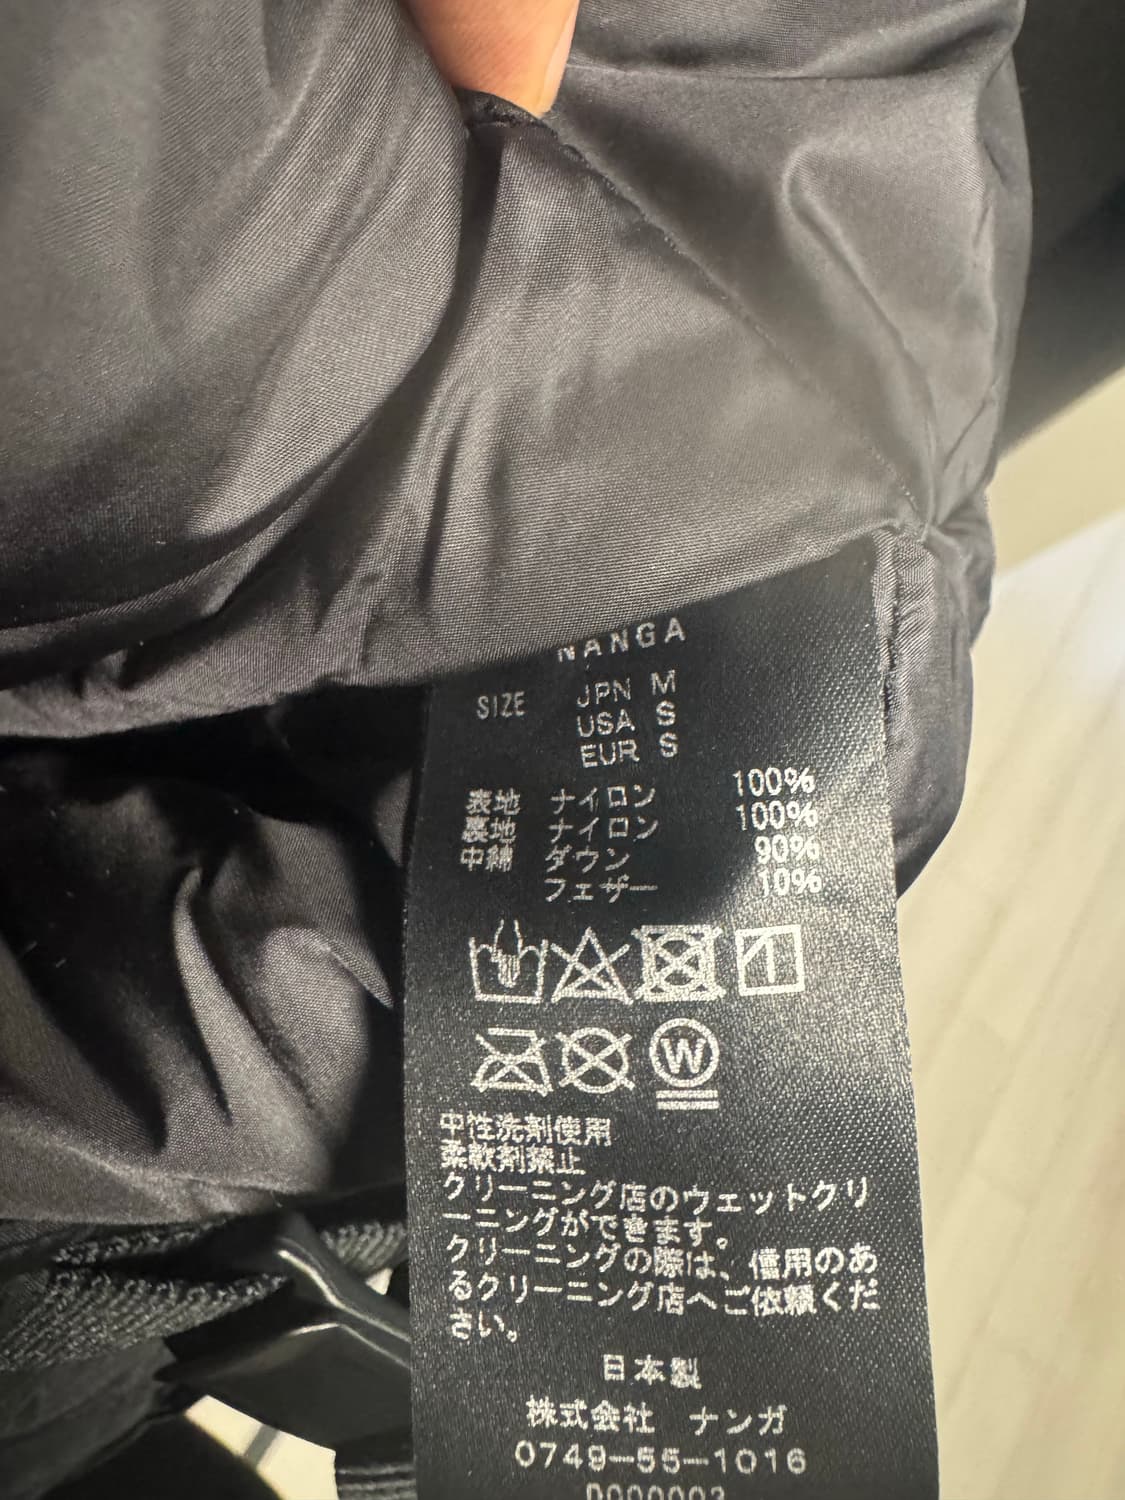 NANGA
SIZE JPN M
USA S
EUR S
表地 ナイロン 100%
裏地 ナイロン 100%
中綿 ダウン 90%
フェザー 10%
W
中性洗剤使用
柔軟剤禁止
クリーニング店のウェットクリ
ーニングができます。
クリーニングの際は、信用のあ
るクリーニング店へご依頼くだ
さい。
日本製
株式会社 ナンガ
0749-55-1016